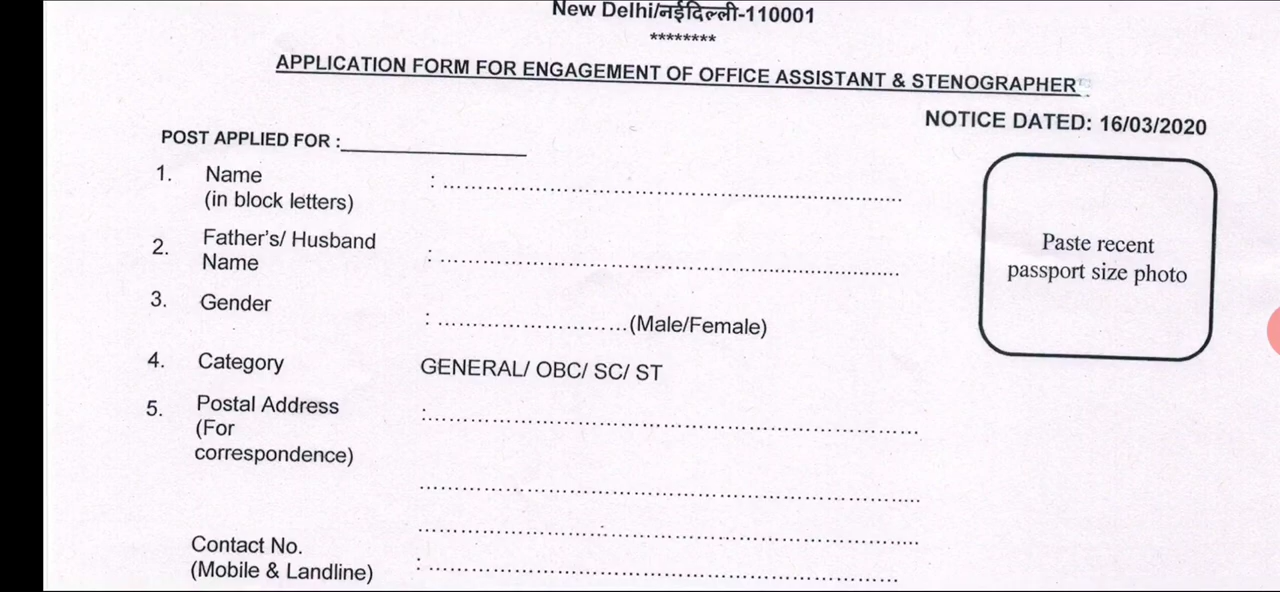 New Delhi/नईदिल्ली-110001
********
APPLICATION FORM FOR ENGAGEMENT OF OFFICE ASSISTANT & STENOGRAPHER
NOTICE DATED: 16/03/2020
POST APPLIED FOR :_______________
1. Name : ................................................................
(in block letters)
2. Father's/ Husband : ................................................................
Name
3. Gender : ..........................(Male/Female)
4. Category GENERAL/ OBC/ SC/ ST
5. Postal Address : ................................................................
(For
correspondence)
................................................................
................................................................
Contact No. : ................................................................
(Mobile & Landline)
Paste recent
passport size photo